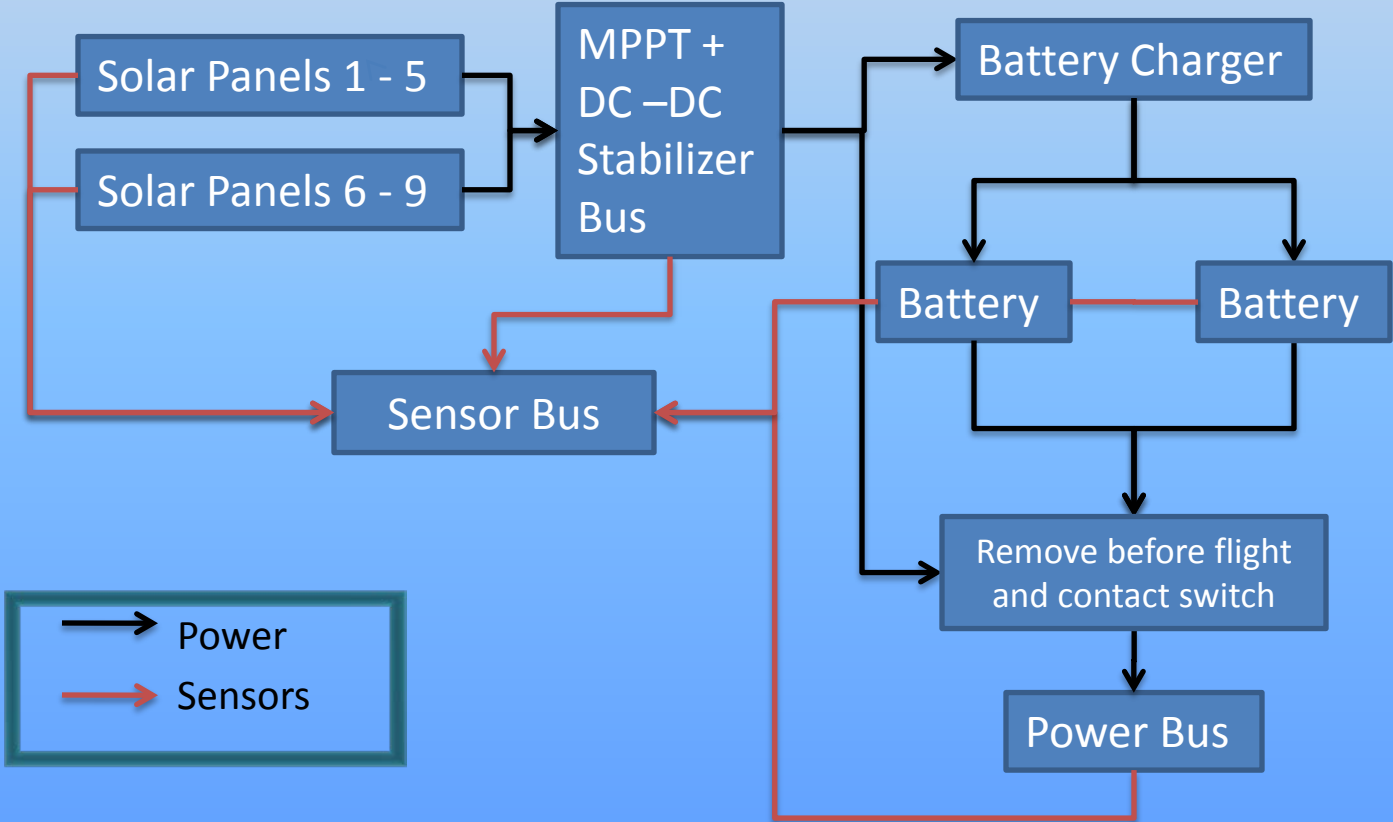 Solar Panels 1 - 5
Solar Panels 6 - 9
MPPT +
DC –DC
Stabilizer
Bus
Battery Charger
Battery
Battery
Sensor Bus
Remove before flight
and contact switch
Power Bus
Power
Sensors